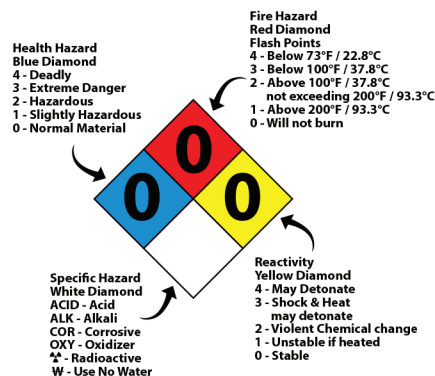 Health Hazard
Blue Diamond
4 - Deadly
3 - Extreme Danger
2 - Hazardous
1 - Slightly Hazardous
0 - Normal Material
Fire Hazard
Red Diamond
Flash Points
4 - Below 73°F / 22.8°C
3 - Below 100°F / 37.8°C
2 - Above 100°F / 37.8°C
not exceeding 200°F / 93.3°C
1 - Above 200°F / 93.3°C
0 - Will not burn
0
0
0
Specific Hazard
White Diamond
ACID - Acid
ALK - Alkali
COR - Corrosive
OXY - Oxidizer
☢ - Radioactive
W̶ - Use No Water
Reactivity
Yellow Diamond
4 - May Detonate
3 - Shock & Heat
may detonate
2 - Violent Chemical change
1 - Unstable if heated
0 - Stable